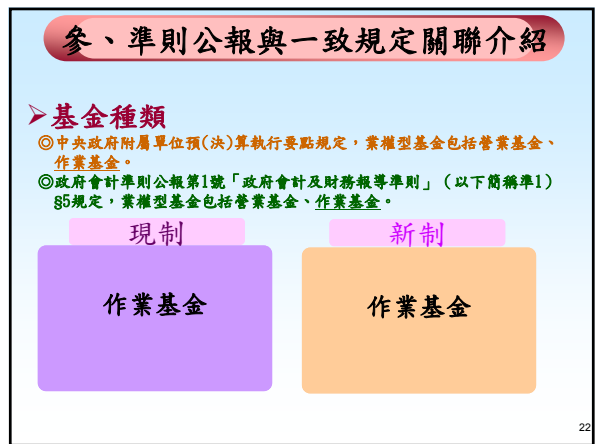 參、準則公報與一致規定關聯介紹
➢基金種類
◎中央政府附屬單位預(決)算執行要點規定，業權型基金包括營業基金、
作業基金。
◎政府會計準則公報第1號「政府會計及財務報導準則」（以下簡稱準1）
§5規定，業權型基金包括營業基金、作業基金。
現制
新制
作業基金
作業基金
22